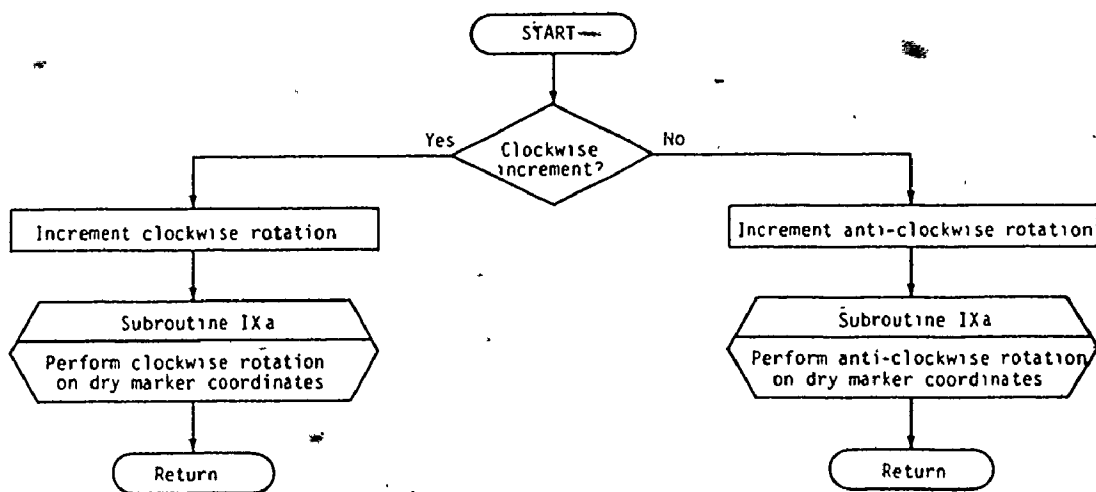 START
Clockwise
increment?
Yes
No
Increment clockwise rotation
Increment anti-clockwise rotation
Subroutine IXa
Perform clockwise rotation
on dry marker coordinates
Subroutine IXa
Perform anti-clockwise rotation
on dry marker coordinates
Return
Return